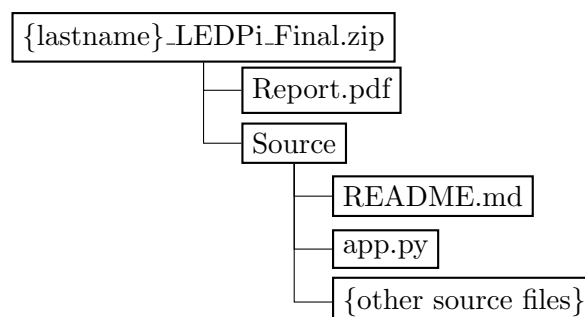 {lastname}_LEDPi_Final.zip
Report.pdf
Source
README.md
app.py
{other source files}